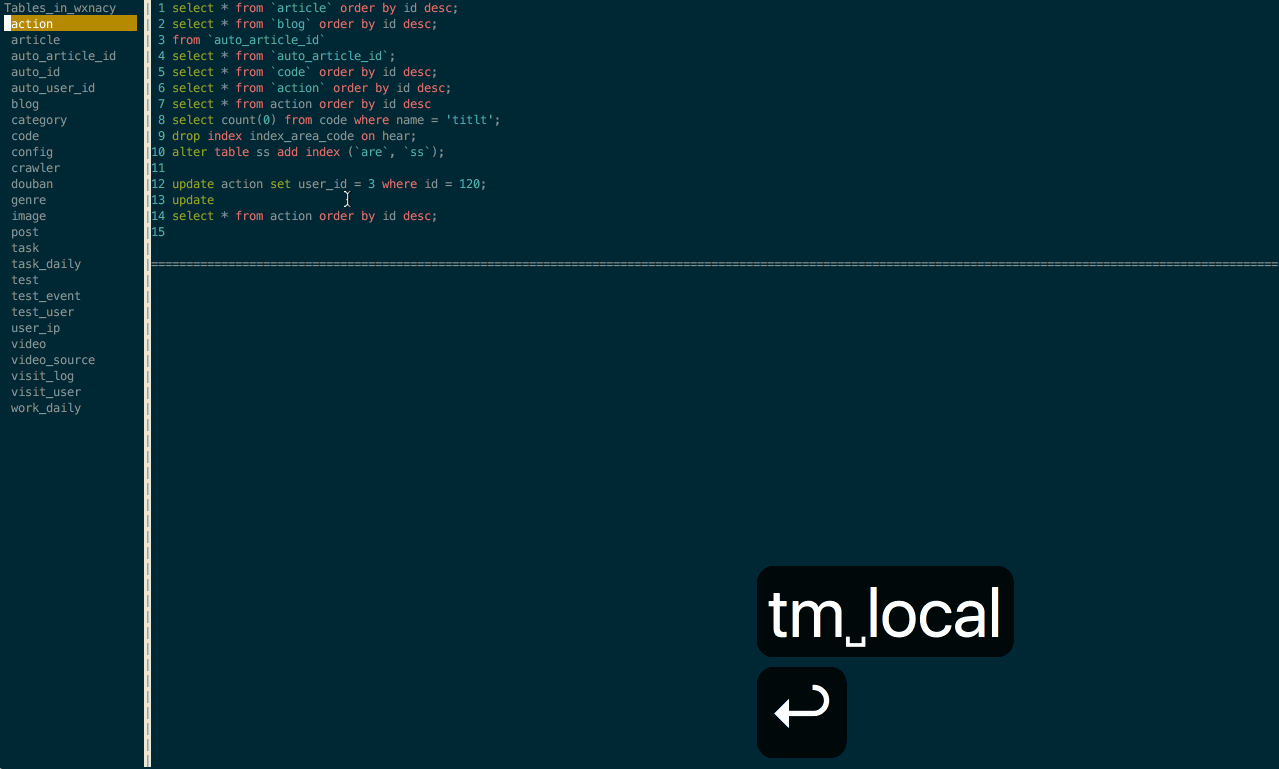 Tables_in_wxnacy
action
article
auto_article_id
auto_id
auto_user_id
blog
category
code
config
crawler
douban
genre
image
post
task
task_daily
test
test_event
test_user
user_ip
video
video_source
visit_log
visit_user
work_daily
1 select * from `article` order by id desc;
2 select * from `blog` order by id desc;
3 from `auto_article_id`
4 select * from `auto_article_id`;
5 select * from `code` order by id desc;
6 select * from `action` order by id desc;
7 select * from action order by id desc
8 select count(0) from code where name = 'titlt';
9 drop index index_area_code on hear;
10 alter table ss add index (`are`, `ss`);
11
12 update action set user_id = 3 where id = 120;
13 update
14 select * from action order by id desc;
15
tm␣local